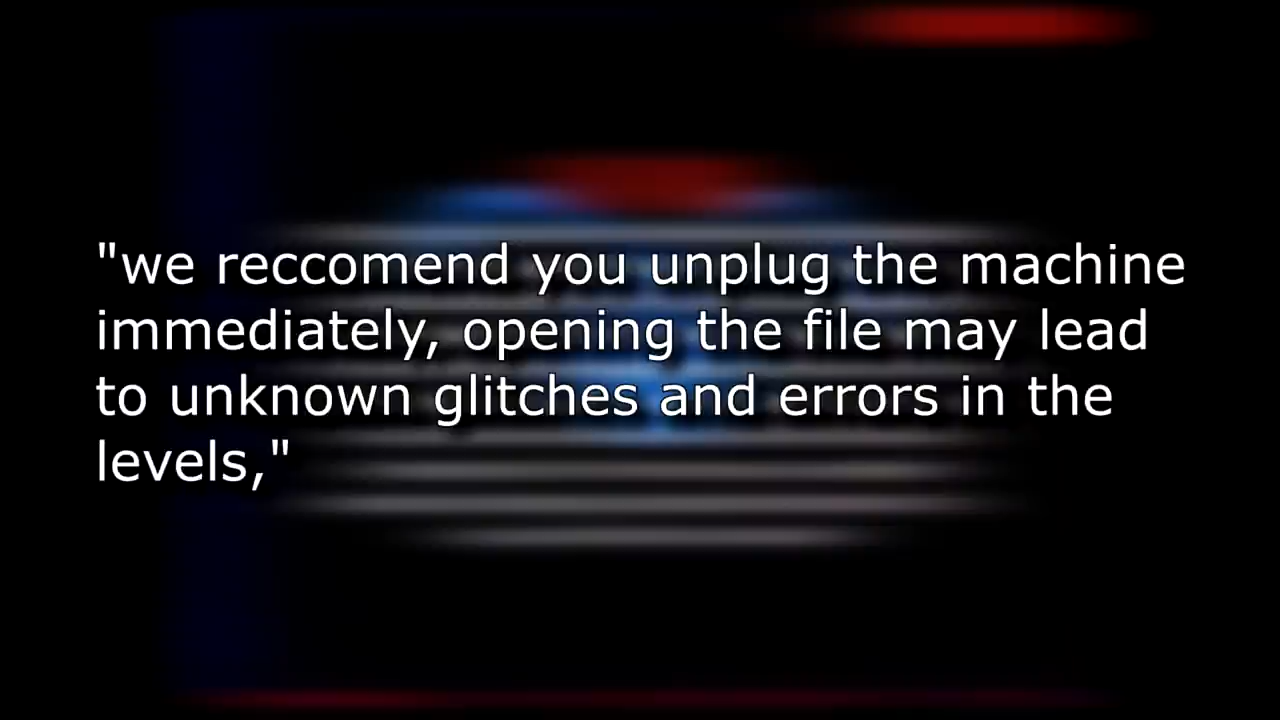 "we reccomend you unplug the machine
immediately, opening the file may lead
to unknown glitches and errors in the
levels,"